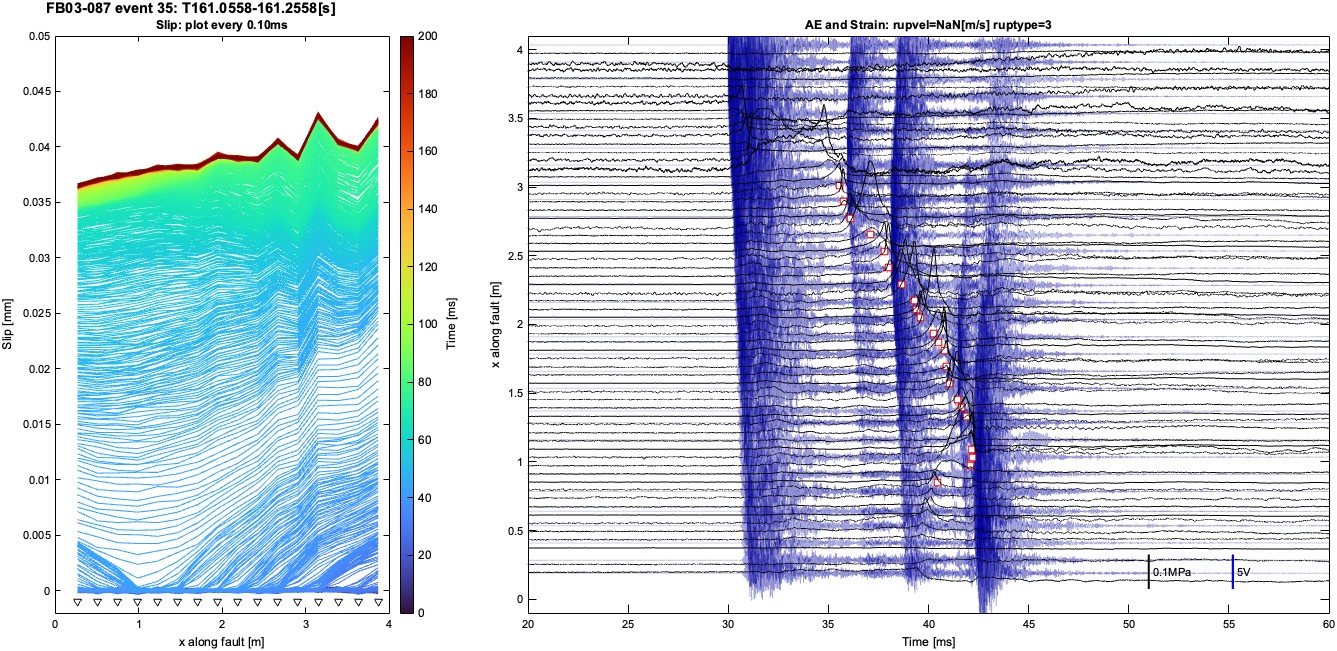 FB03-087 event 35: T161.0558-161.2558[s]
Slip: plot every 0.10ms
0.05
0.045
0.04
0.035
0.03
0.025
0.02
0.015
0.01
0.005
0
Slip [mm]
0 1 2 3 4
x along fault [m]
200
180
160
140
120
100
80
60
40
20
0
Time [ms]
AE and Strain: rupvel=NaN[m/s] ruptype=3
4
3.5
3
2.5
2
1.5
1
0.5
0
x along fault [m]
0.1MPa 5V
20 25 30 35 40 45 50 55 60
Time [ms]